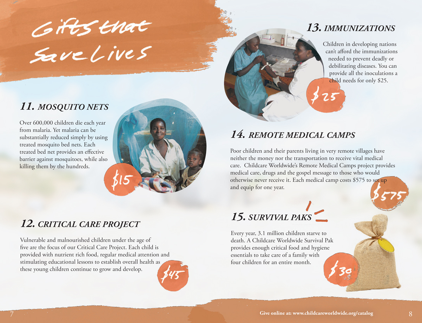 Gifts that
Save Lives
11. MOSQUITO NETS
Over 600,000 children die each year
from malaria. Yet malaria can be
substantially reduced simply by using
treated mosquito bed nets. Each
treated bed net provides an effective
barrier against mosquitoes, while also
killing them by the hundreds.
$15
12. CRITICAL CARE PROJECT
Vulnerable and malnourished children under the age of
five are the focus of our Critical Care Project. Each child is
provided with nutrient rich food, regular medical attention and
stimulating educational lessons to establish overall health as
these young children continue to grow and develop.
$45
7
13. IMMUNIZATIONS
Children in developing nations
can't afford the immunizations
needed to prevent deadly or
debilitating diseases. You can
provide all the inoculations a
child needs for only $25.
$25
14. REMOTE MEDICAL CAMPS
Poor children and their parents living in very remote villages have
neither the money nor the transportation to receive vital medical
care. Childcare Worldwide's Remote Medical Camps project provides
medical care, drugs and the gospel message to those who would
otherwise never receive it. Each medical camp costs $575 to set up
and equip for one year.
$575
15. SURVIVAL PAKS
Every year, 3.1 million children starve to
death. A Childcare Worldwide Survival Pak
provides enough critical food and hygiene
essentials to take care of a family with
four children for an entire month.
$39
Give online at: www.childcareworldwide.org/catalog
8